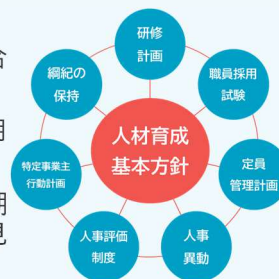 研修
計画
職員採用
試験
定員
管理計画
人事
異動
人事評価
制度
特定事業主
行動計画
綱紀の
保持
人材育成
基本方針